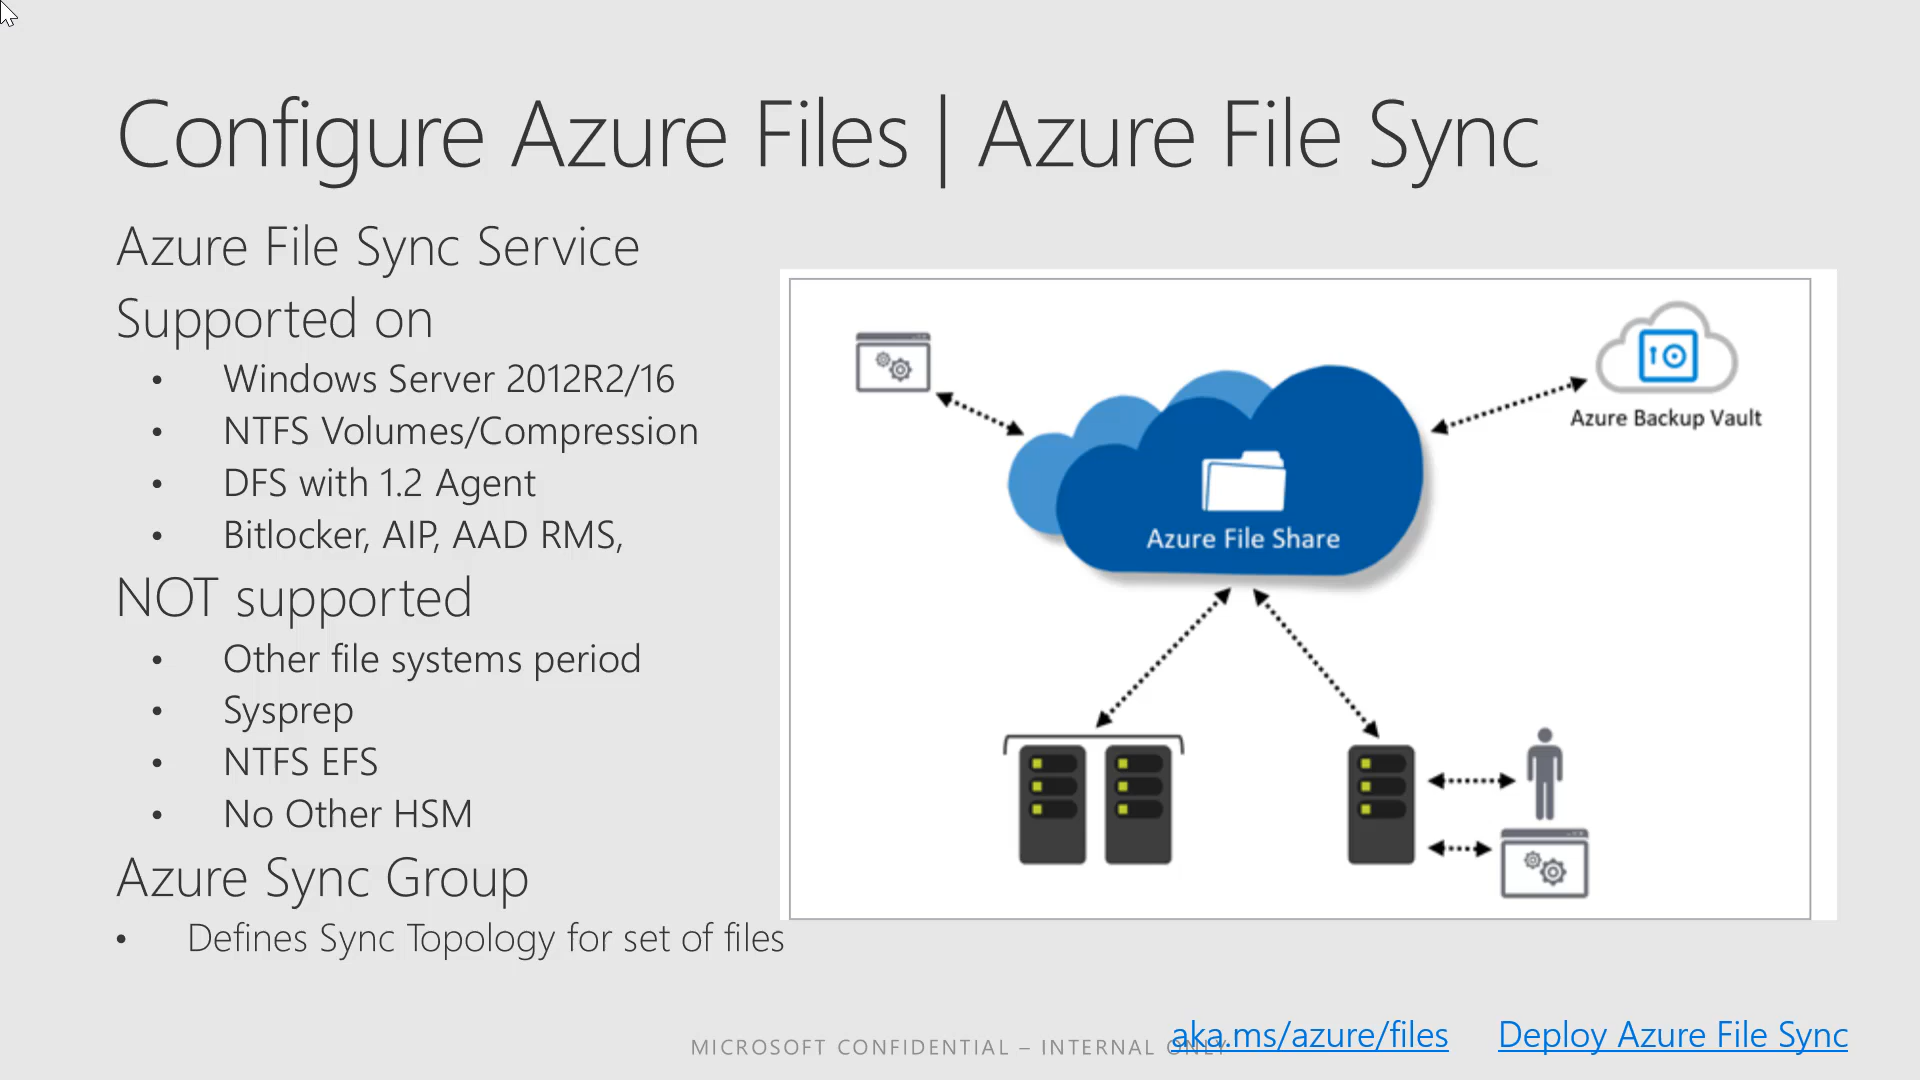 Configure Azure Files | Azure File Sync
Azure File Sync Service
Supported on
• Windows Server 2012R2/16
• NTFS Volumes/Compression
• DFS with 1.2 Agent
• Bitlocker, AIP, AAD RMS,
NOT supported
• Other file systems period
• Sysprep
• NTFS EFS
• No Other HSM
Azure Sync Group
• Defines Sync Topology for set of files
Azure Backup Vault
Azure File Share
MICROSOFT CONFIDENTIAL – INTERNAL ONLY
aka.ms/azure/files
Deploy Azure File Sync